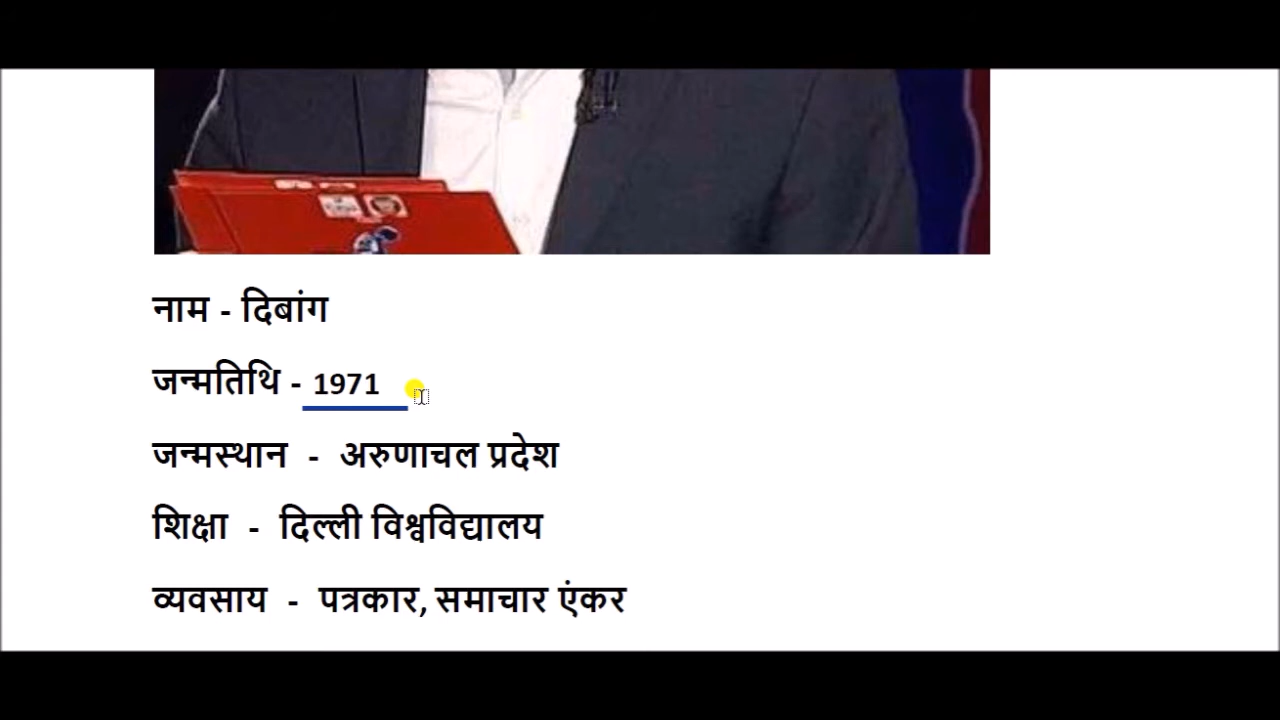 नाम - दिबांग
जन्मतिथि - 1971
जन्मस्थान - अरुणाचल प्रदेश
शिक्षा - दिल्ली विश्वविद्यालय
व्यवसाय - पत्रकार, समाचार एंकर